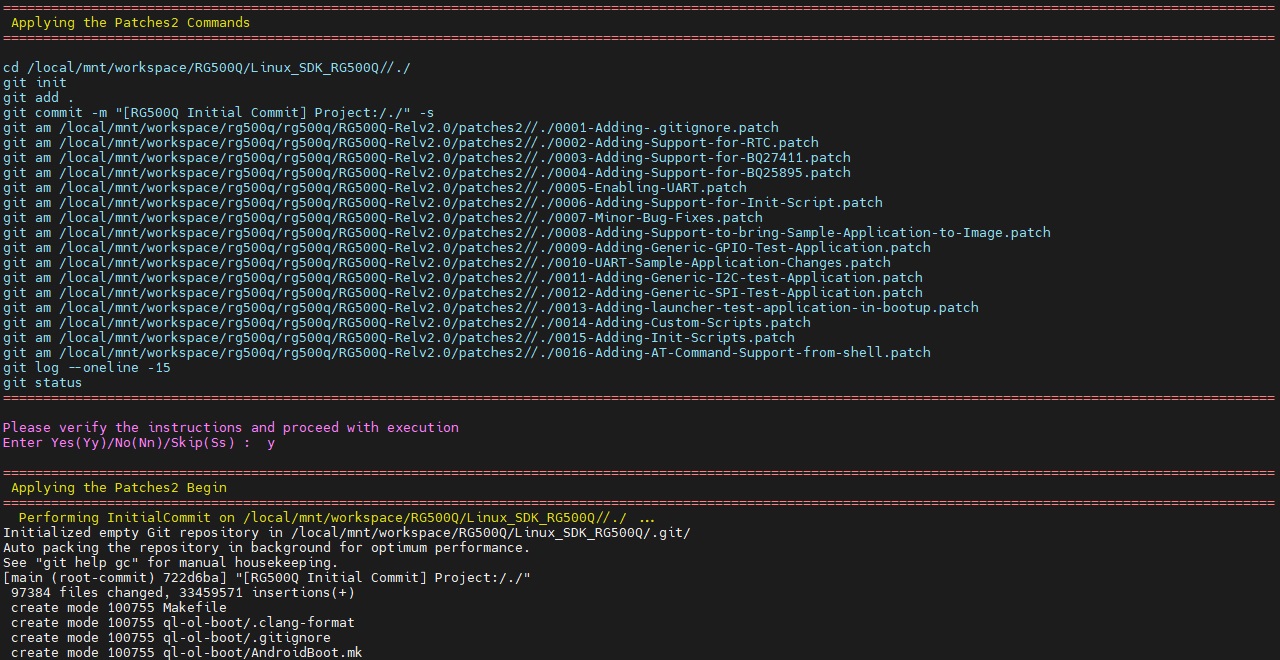 ================================================================================
 Applying the Patches2 Commands
================================================================================
cd /local/mnt/workspace/RG500Q/Linux_SDK_RG500Q//./
git init
git add .
git commit -m "[RG500Q Initial Commit] Project:/./" -s
git am /local/mnt/workspace/rg500q/rg500q/RG500Q-Relv2.0/patches2//./0001-Adding-.gitignore.patch
git am /local/mnt/workspace/rg500q/rg500q/RG500Q-Relv2.0/patches2//./0002-Adding-Support-for-RTC.patch
git am /local/mnt/workspace/rg500q/rg500q/RG500Q-Relv2.0/patches2//./0003-Adding-Support-for-BQ27411.patch
git am /local/mnt/workspace/rg500q/rg500q/RG500Q-Relv2.0/patches2//./0004-Adding-Support-for-BQ25895.patch
git am /local/mnt/workspace/rg500q/rg500q/RG500Q-Relv2.0/patches2//./0005-Enabling-UART.patch
git am /local/mnt/workspace/rg500q/rg500q/RG500Q-Relv2.0/patches2//./0006-Adding-Support-for-Init-Script.patch
git am /local/mnt/workspace/rg500q/rg500q/RG500Q-Relv2.0/patches2//./0007-Minor-Bug-Fixes.patch
git am /local/mnt/workspace/rg500q/rg500q/RG500Q-Relv2.0/patches2//./0008-Adding-Support-to-bring-Sample-Application-to-Image.patch
git am /local/mnt/workspace/rg500q/rg500q/RG500Q-Relv2.0/patches2//./0009-Adding-Generic-GPIO-Test-Application.patch
git am /local/mnt/workspace/rg500q/rg500q/RG500Q-Relv2.0/patches2//./0010-UART-Sample-Application-Changes.patch
git am /local/mnt/workspace/rg500q/rg500q/RG500Q-Relv2.0/patches2//./0011-Adding-Generic-I2C-test-Application.patch
git am /local/mnt/workspace/rg500q/rg500q/RG500Q-Relv2.0/patches2//./0012-Adding-Generic-SPI-Test-Application.patch
git am /local/mnt/workspace/rg500q/rg500q/RG500Q-Relv2.0/patches2//./0013-Adding-launcher-test-application-in-bootup.patch
git am /local/mnt/workspace/rg500q/rg500q/RG500Q-Relv2.0/patches2//./0014-Adding-Custom-Scripts.patch
git am /local/mnt/workspace/rg500q/rg500q/RG500Q-Relv2.0/patches2//./0015-Adding-Init-Scripts.patch
git am /local/mnt/workspace/rg500q/rg500q/RG500Q-Relv2.0/patches2//./0016-Adding-AT-Command-Support-from-shell.patch
git log --oneline -15
git status
================================================================================
Please verify the instructions and proceed with execution
Enter Yes(Yy)/No(Nn)/Skip(Ss) :  y
================================================================================
 Applying the Patches2 Begin
================================================================================
  Performing InitialCommit on /local/mnt/workspace/RG500Q/Linux_SDK_RG500Q//./ ...
Initialized empty Git repository in /local/mnt/workspace/RG500Q/Linux_SDK_RG500Q/.git/
Auto packing the repository in background for optimum performance.
See "git help gc" for manual housekeeping.
[main (root-commit) 722d6ba] "[RG500Q Initial Commit] Project:/./"
 97384 files changed, 33459571 insertions(+)
 create mode 100755 Makefile
 create mode 100755 ql-ol-boot/.clang-format
 create mode 100755 ql-ol-boot/.gitignore
 create mode 100755 ql-ol-boot/AndroidBoot.mk